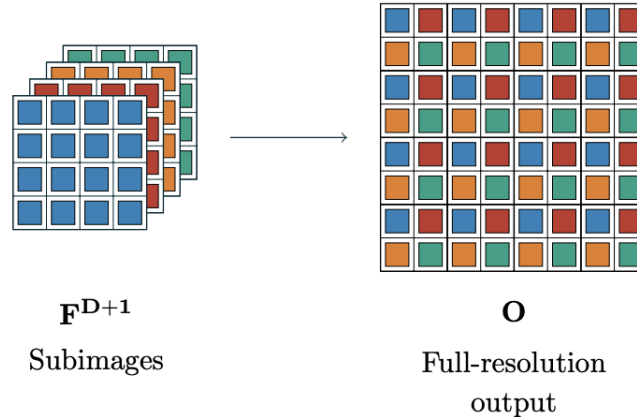 F^{D+1}
Subimages
O
Full-resolution
output